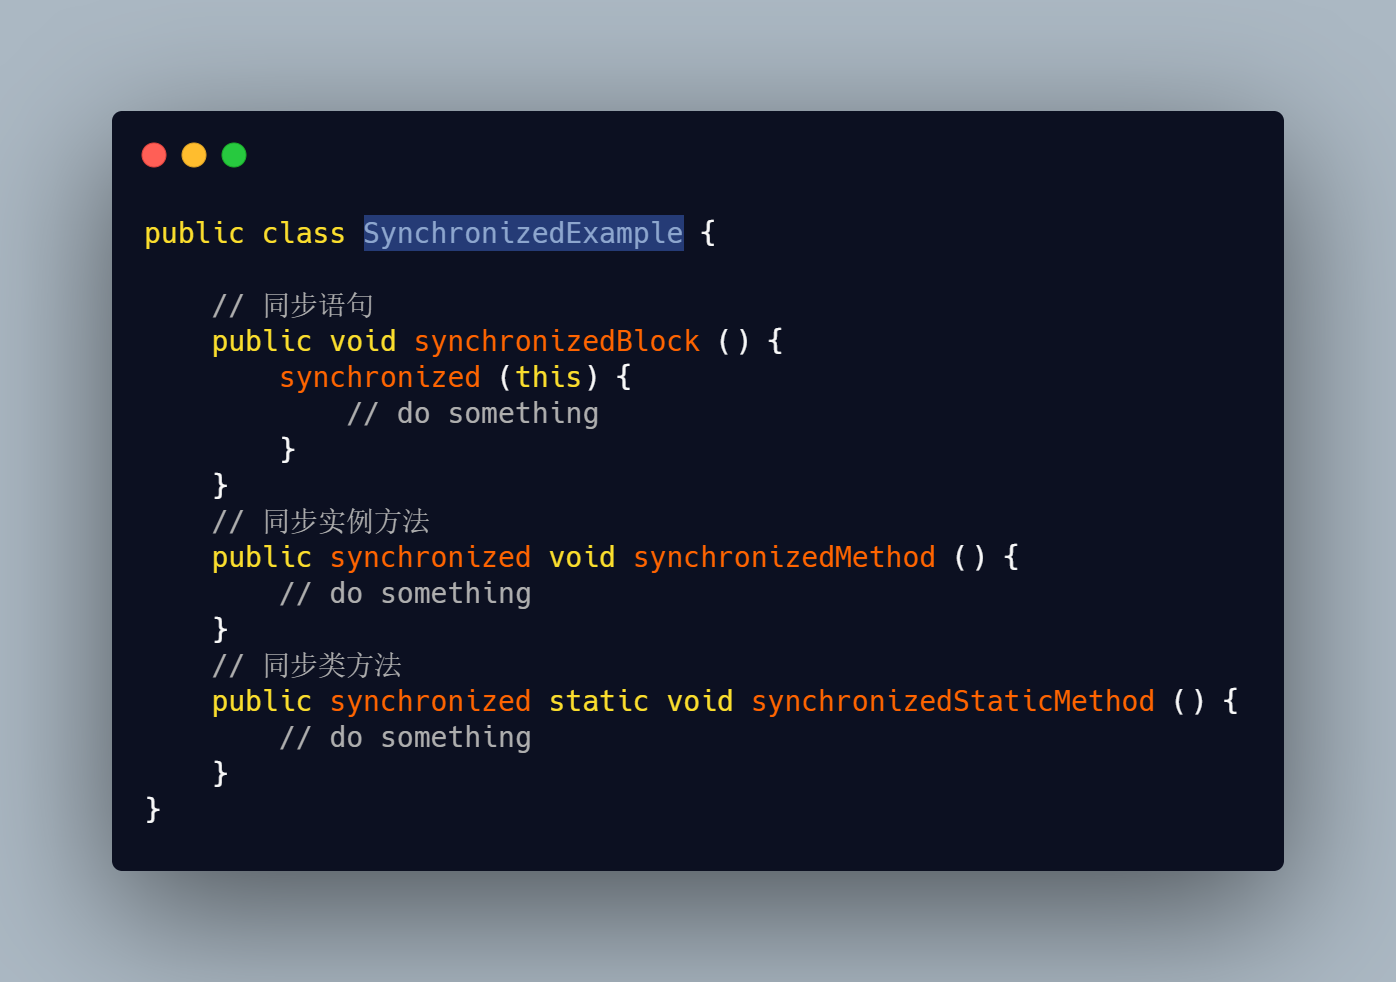 public class SynchronizedExample {
// 同步语句
public void synchronizedBlock () {
synchronized (this) {
// do something
}
}
// 同步实例方法
public synchronized void synchronizedMethod () {
// do something
}
// 同步类方法
public synchronized static void synchronizedStaticMethod () {
// do something
}
}